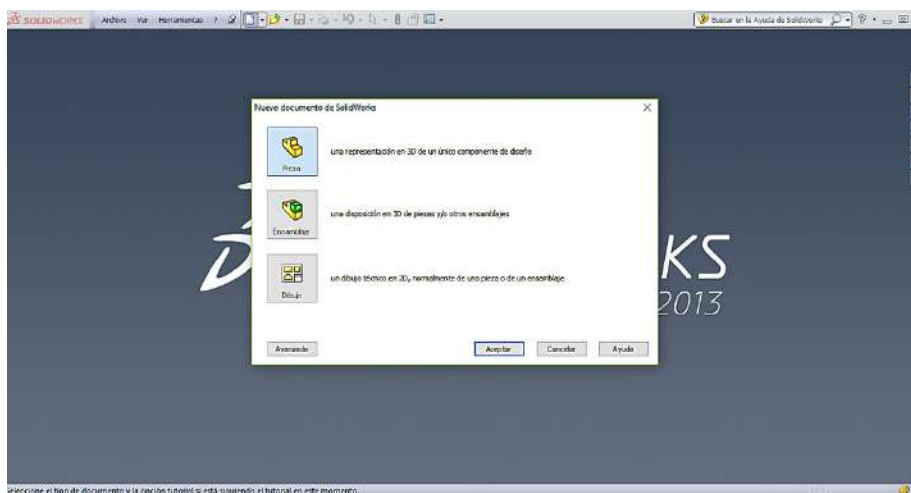 SOLIDWORKS Archivo Ver Herramientas ? Buscar en la Ayuda de SolidWorks ?
Nuevo documento de SolidWorks
Pieza
una representación en 3D de un único componente de diseño
Ensamblaje
una disposición en 3D de piezas y/o otros ensamblajes
Dibujo
un dibujo técnico en 2D, normalmente de una pieza o de un ensamblaje
KS
2013
Avanzado Aceptar Cancelar Ayuda
Seleccione el tipo de documento y la opción tutorial si está siguiendo el tutorial en este momento.